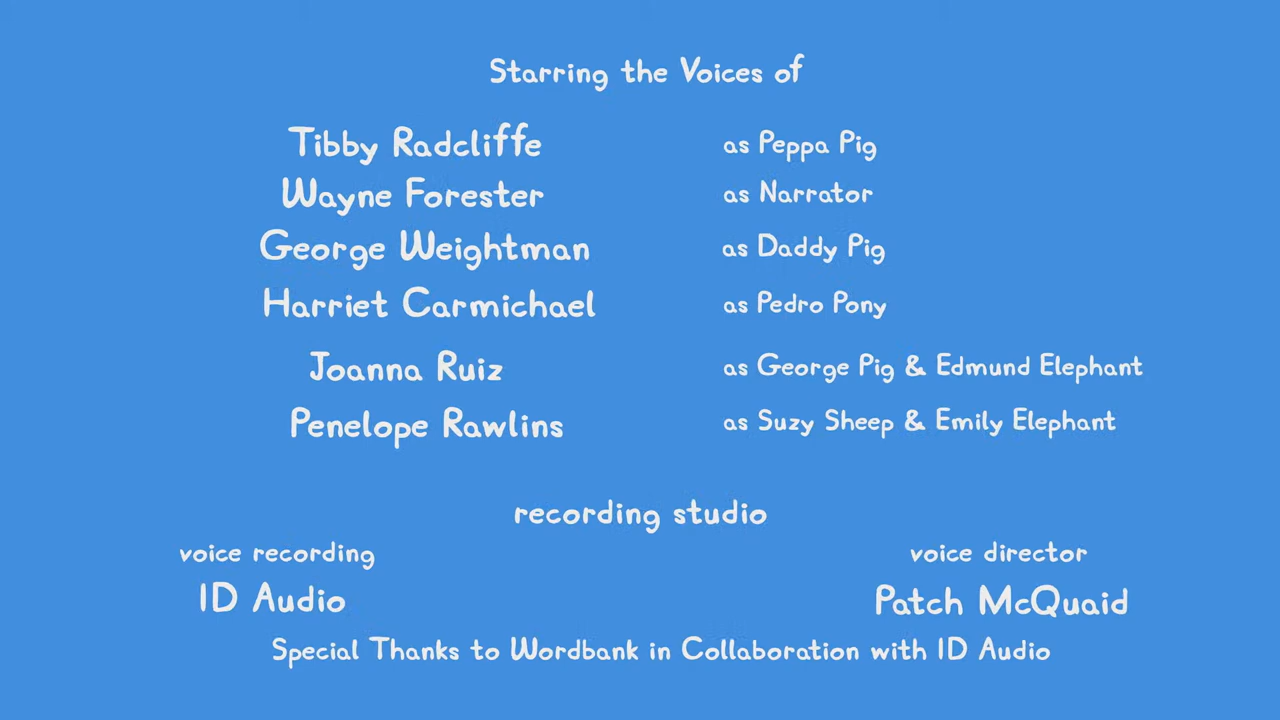 Starring the Voices of
Tibby Radcliffe as Peppa Pig
Wayne Forester as Narrator
George Weightman as Daddy Pig
Harriet Carmichael as Pedro Pony
Joanna Ruiz as George Pig & Edmund Elephant
Penelope Rawlins as Suzy Sheep & Emily Elephant
recording studio
voice recording voice director
ID Audio Patch McQuaid
Special Thanks to Wordbank in Collaboration with ID Audio